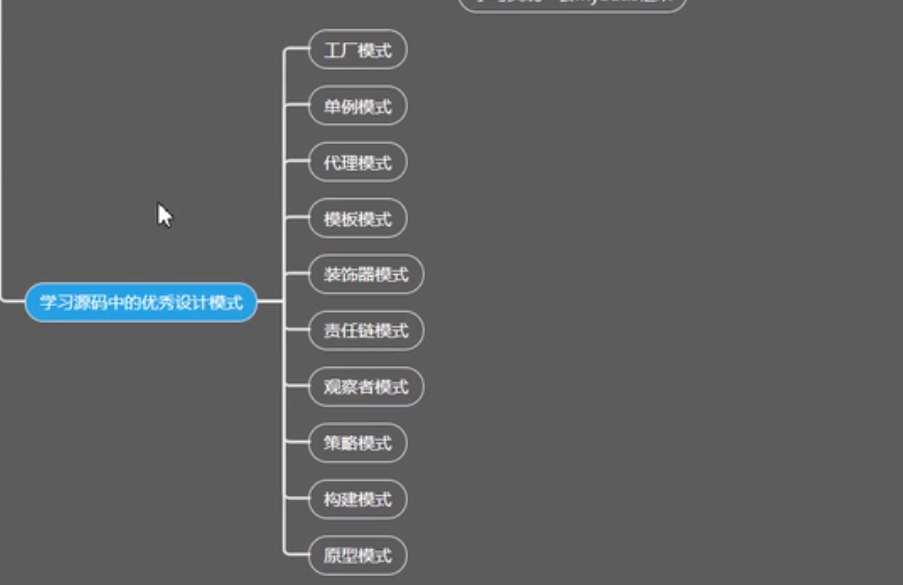 工厂模式
单例模式
代理模式
模板模式
装饰器模式
学习源码中的优秀设计模式
责任链模式
观察者模式
策略模式
构建模式
原型模式